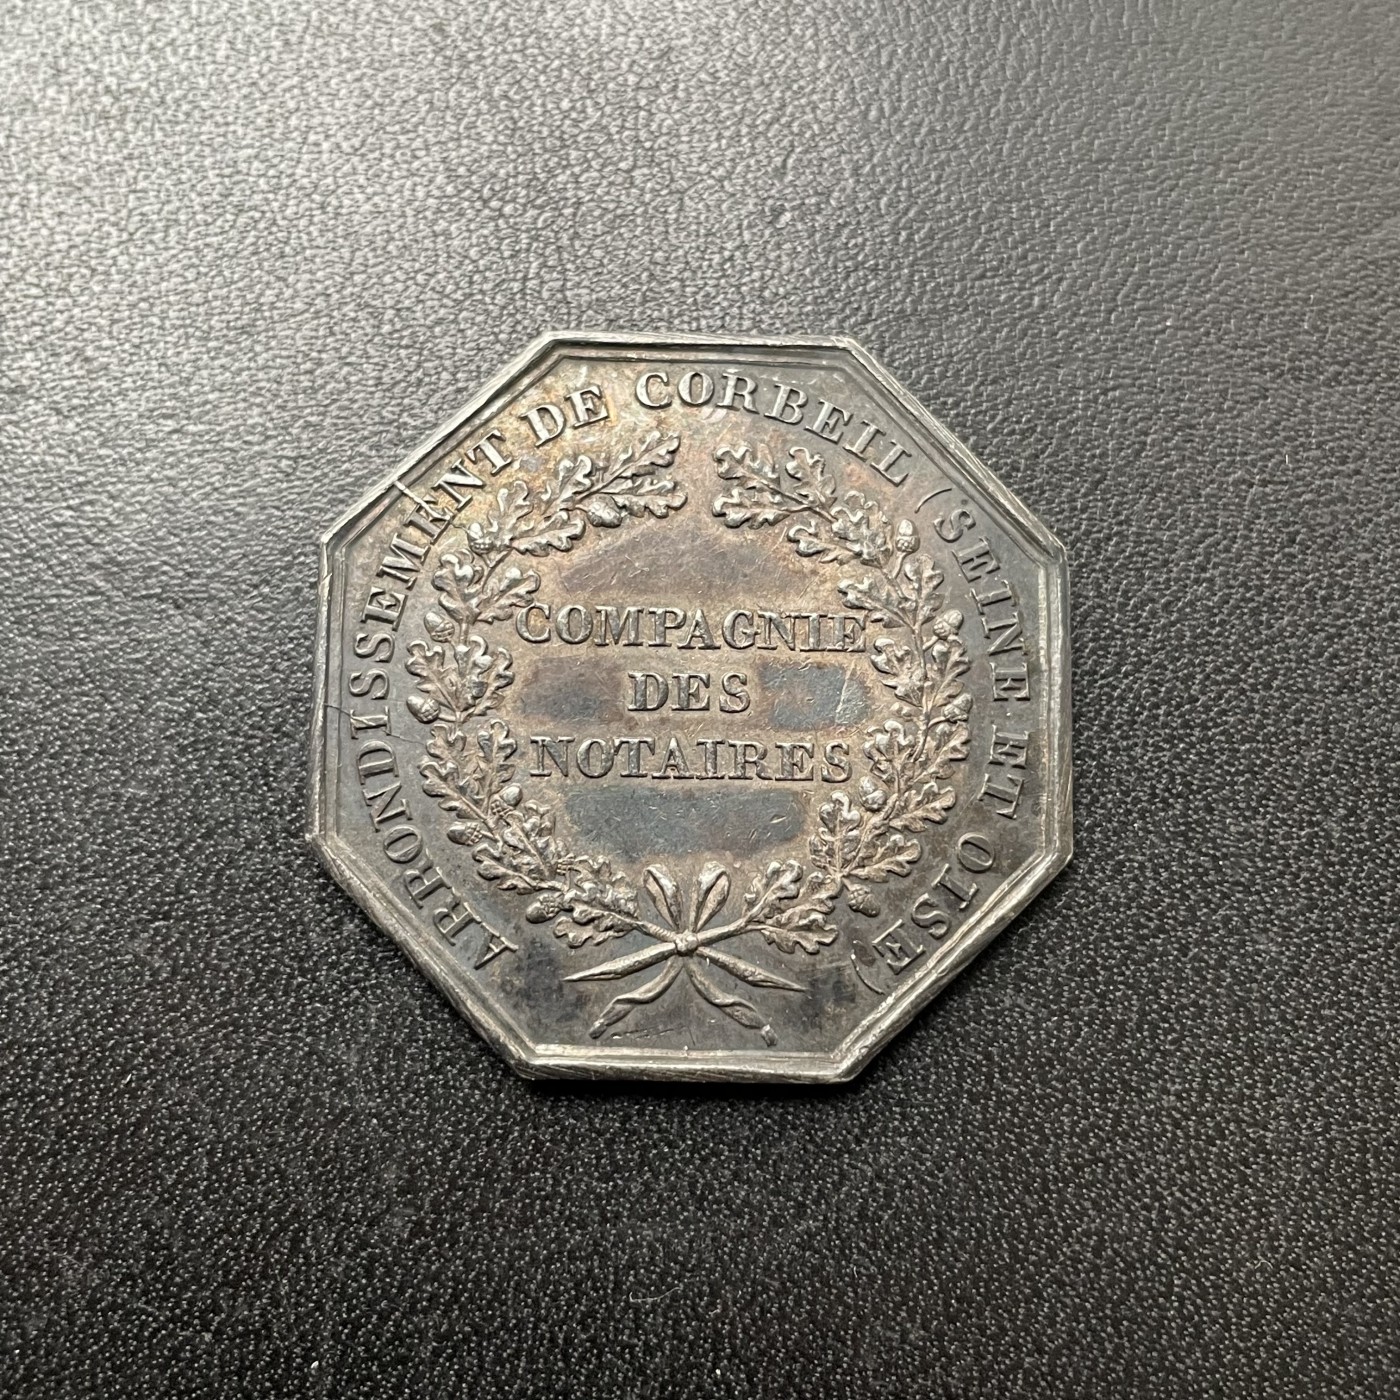 ARRONDISSEMENT DE CORBEIL (SEINE ET OISE)
COMPAGNIE
DES
NOTAIRES